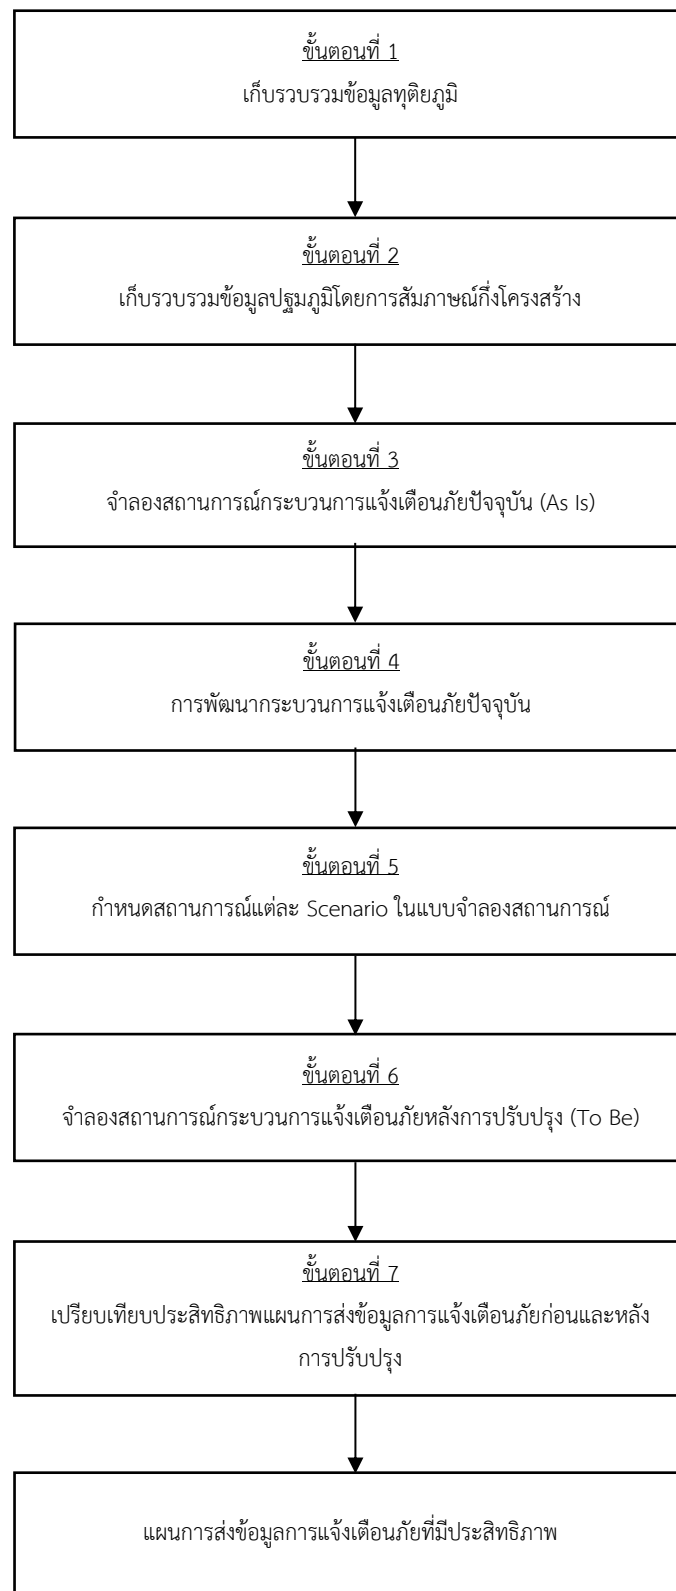 ขั้นตอนที่ 1
เก็บรวบรวมข้อมูลทุติยภูมิ
ขั้นตอนที่ 2
เก็บรวบรวมข้อมูลปฐมภูมิโดยการสัมภาษณ์กึ่งโครงสร้าง
ขั้นตอนที่ 3
จำลองสถานการณ์กระบวนการแจ้งเตือนภัยปัจจุบัน (As Is)
ขั้นตอนที่ 4
การพัฒนากระบวนการแจ้งเตือนภัยปัจจุบัน
ขั้นตอนที่ 5
กำหนดสถานการณ์แต่ละ Scenario ในแบบจำลองสถานการณ์
ขั้นตอนที่ 6
จำลองสถานการณ์กระบวนการแจ้งเตือนภัยหลังการปรับปรุง (To Be)
ขั้นตอนที่ 7
เปรียบเทียบประสิทธิภาพแผนการส่งข้อมูลการแจ้งเตือนภัยก่อนและหลัง
การปรับปรุง
แผนการส่งข้อมูลการแจ้งเตือนภัยที่มีประสิทธิภาพ